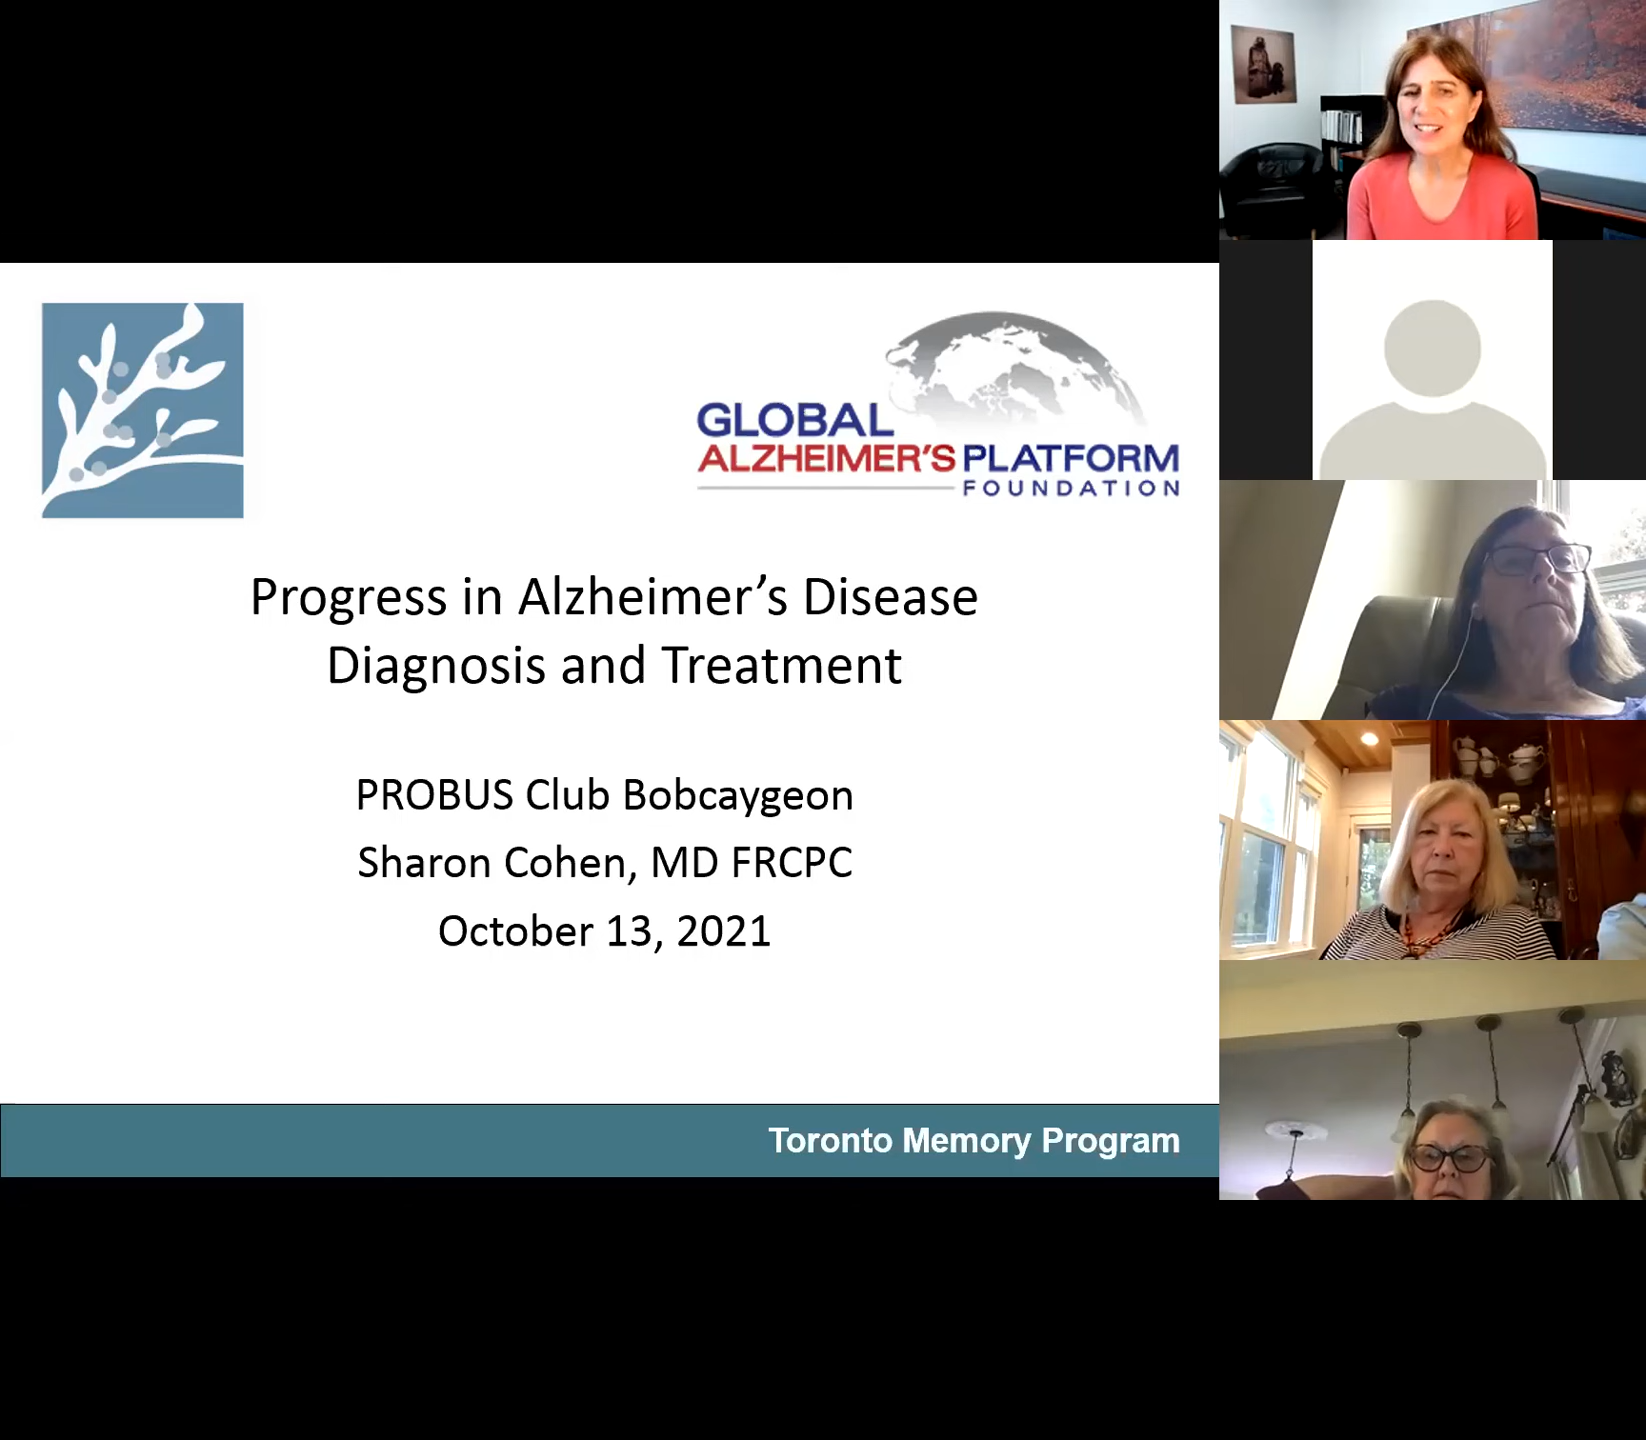 GLOBAL
ALZHEIMER'S PLATFORM
FOUNDATION
Progress in Alzheimer’s Disease
Diagnosis and Treatment
PROBUS Club Bobcaygeon
Sharon Cohen, MD FRCPC
October 13, 2021
Toronto Memory Program